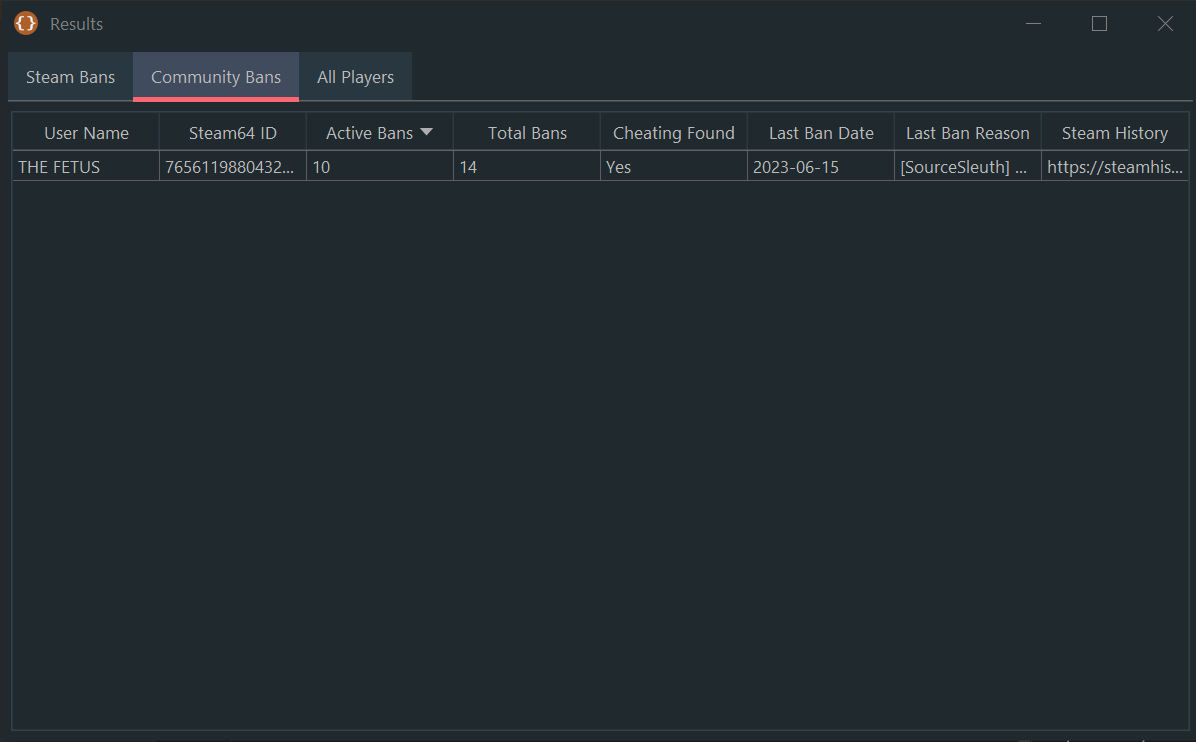 {} Results
Steam Bans Community Bans All Players
User Name Steam64 ID Active Bans Total Bans Cheating Found Last Ban Date Last Ban Reason Steam History
THE FETUS 7656119880432... 10 14 Yes 2023-06-15 [SourceSleuth] ... https://steamhis...